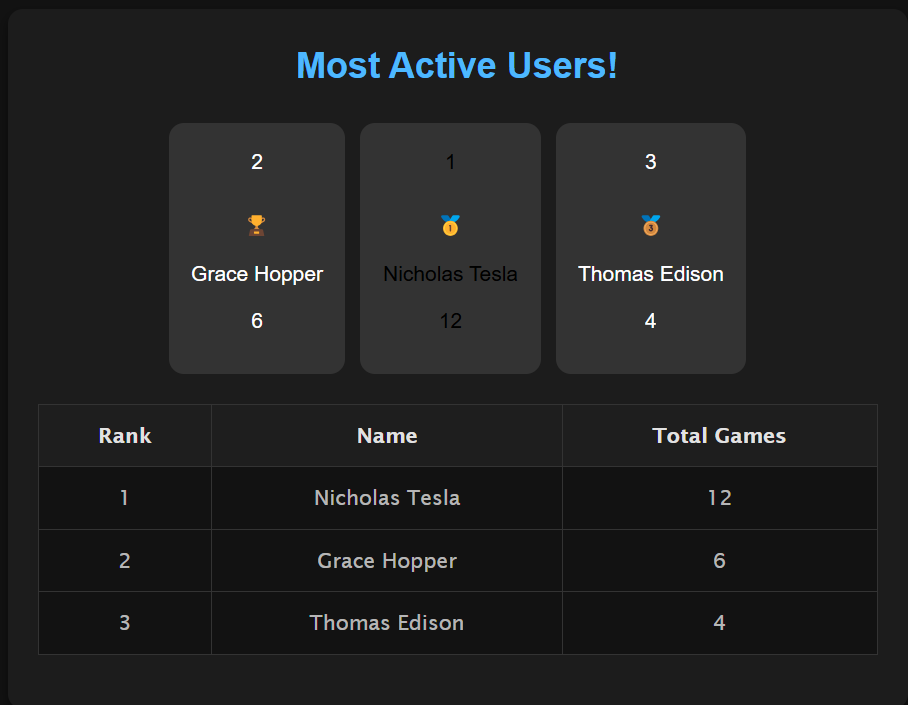 Most Active Users!
2 1 3
🏆 🥇 🥉
Grace Hopper Nicholas Tesla Thomas Edison
6 12 4
Rank Name Total Games
1 Nicholas Tesla 12
2 Grace Hopper 6
3 Thomas Edison 4